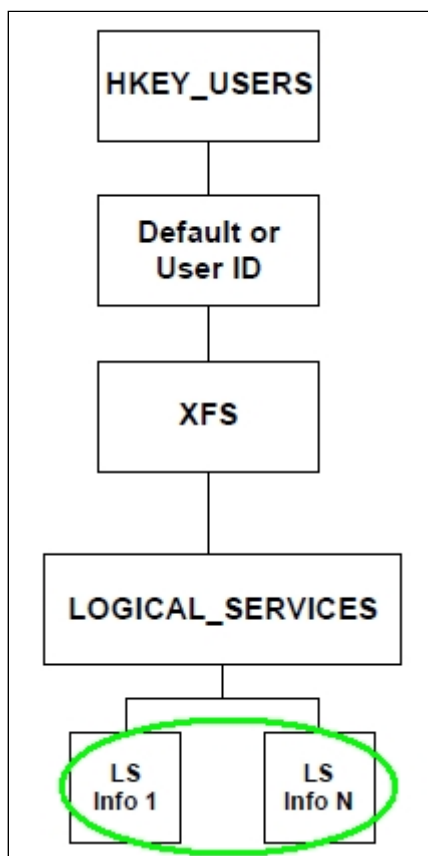 HKEY_USERS
Default or
User ID
XFS
LOGICAL_SERVICES
LS
Info 1
LS
Info N